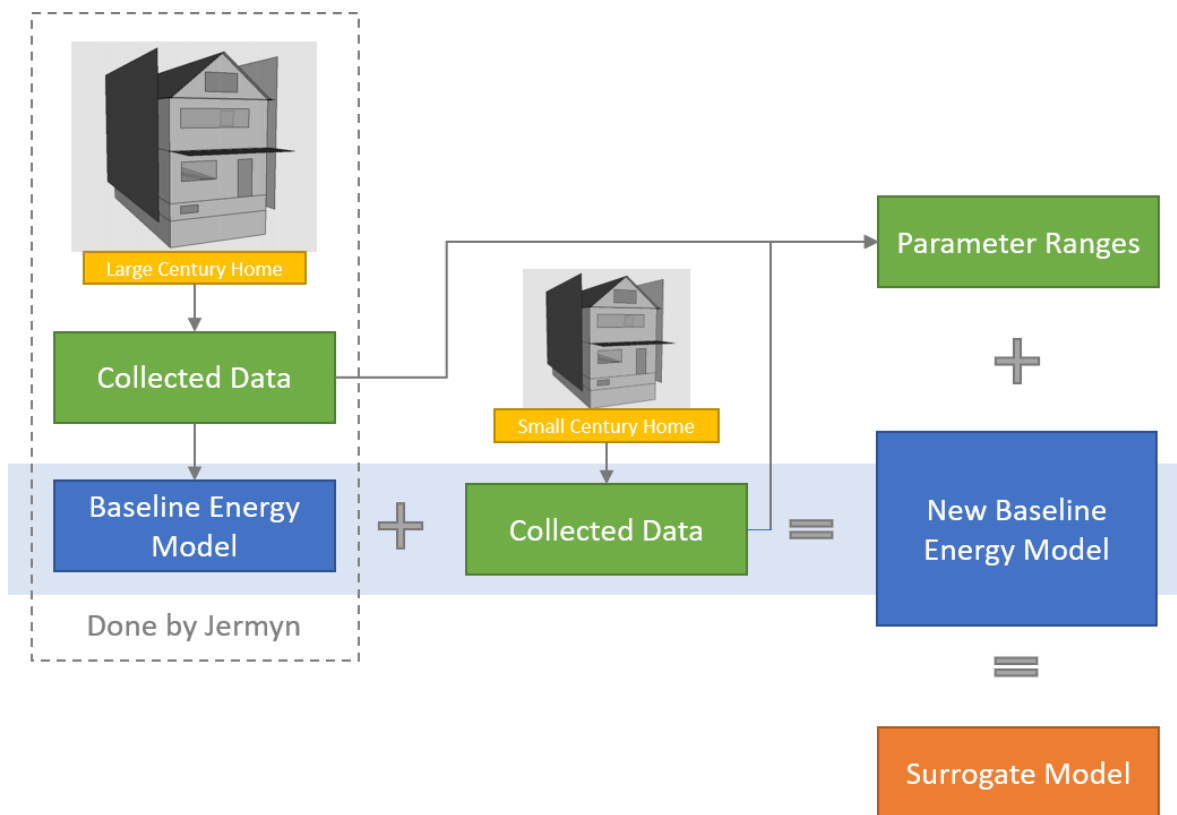 Large Century Home
Collected Data
Baseline Energy
Model
Done by Jermyn
+
Small Century Home
Collected Data
=
Parameter Ranges
+
New Baseline
Energy Model
=
Surrogate Model